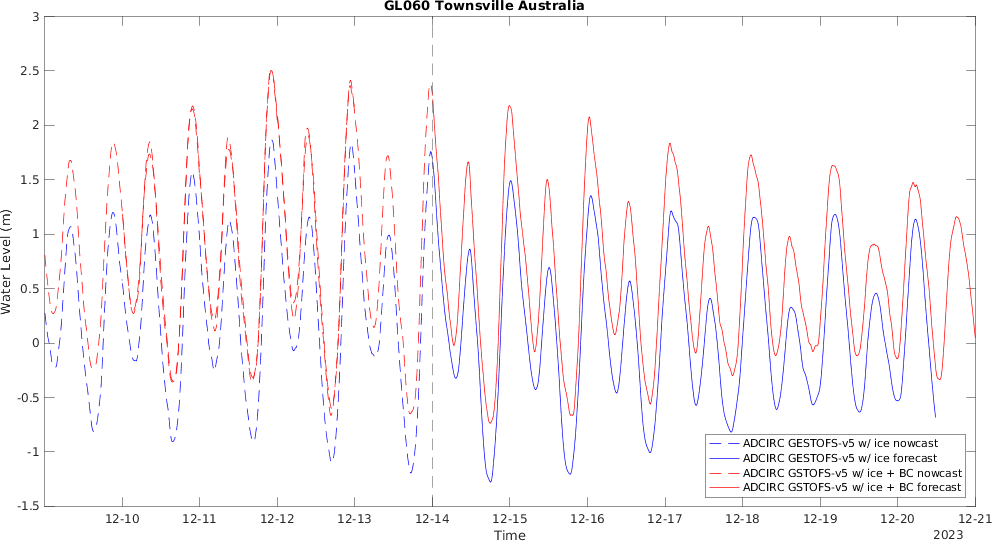 GL060 Townsville Australia
Water Level (m)
3
2.5
2
1.5
1
0.5
0
-0.5
-1
-1.5
ADCIRC GESTOFS-v5 w/ ice nowcast
ADCIRC GESTOFS-v5 w/ ice forecast
ADCIRC GSTOFS-v5 w/ ice + BC nowcast
ADCIRC GSTOFS-v5 w/ ice + BC forecast
12-10 12-11 12-12 12-13 12-14 12-15 12-16 12-17 12-18 12-19 12-20 12-21
Time
2023